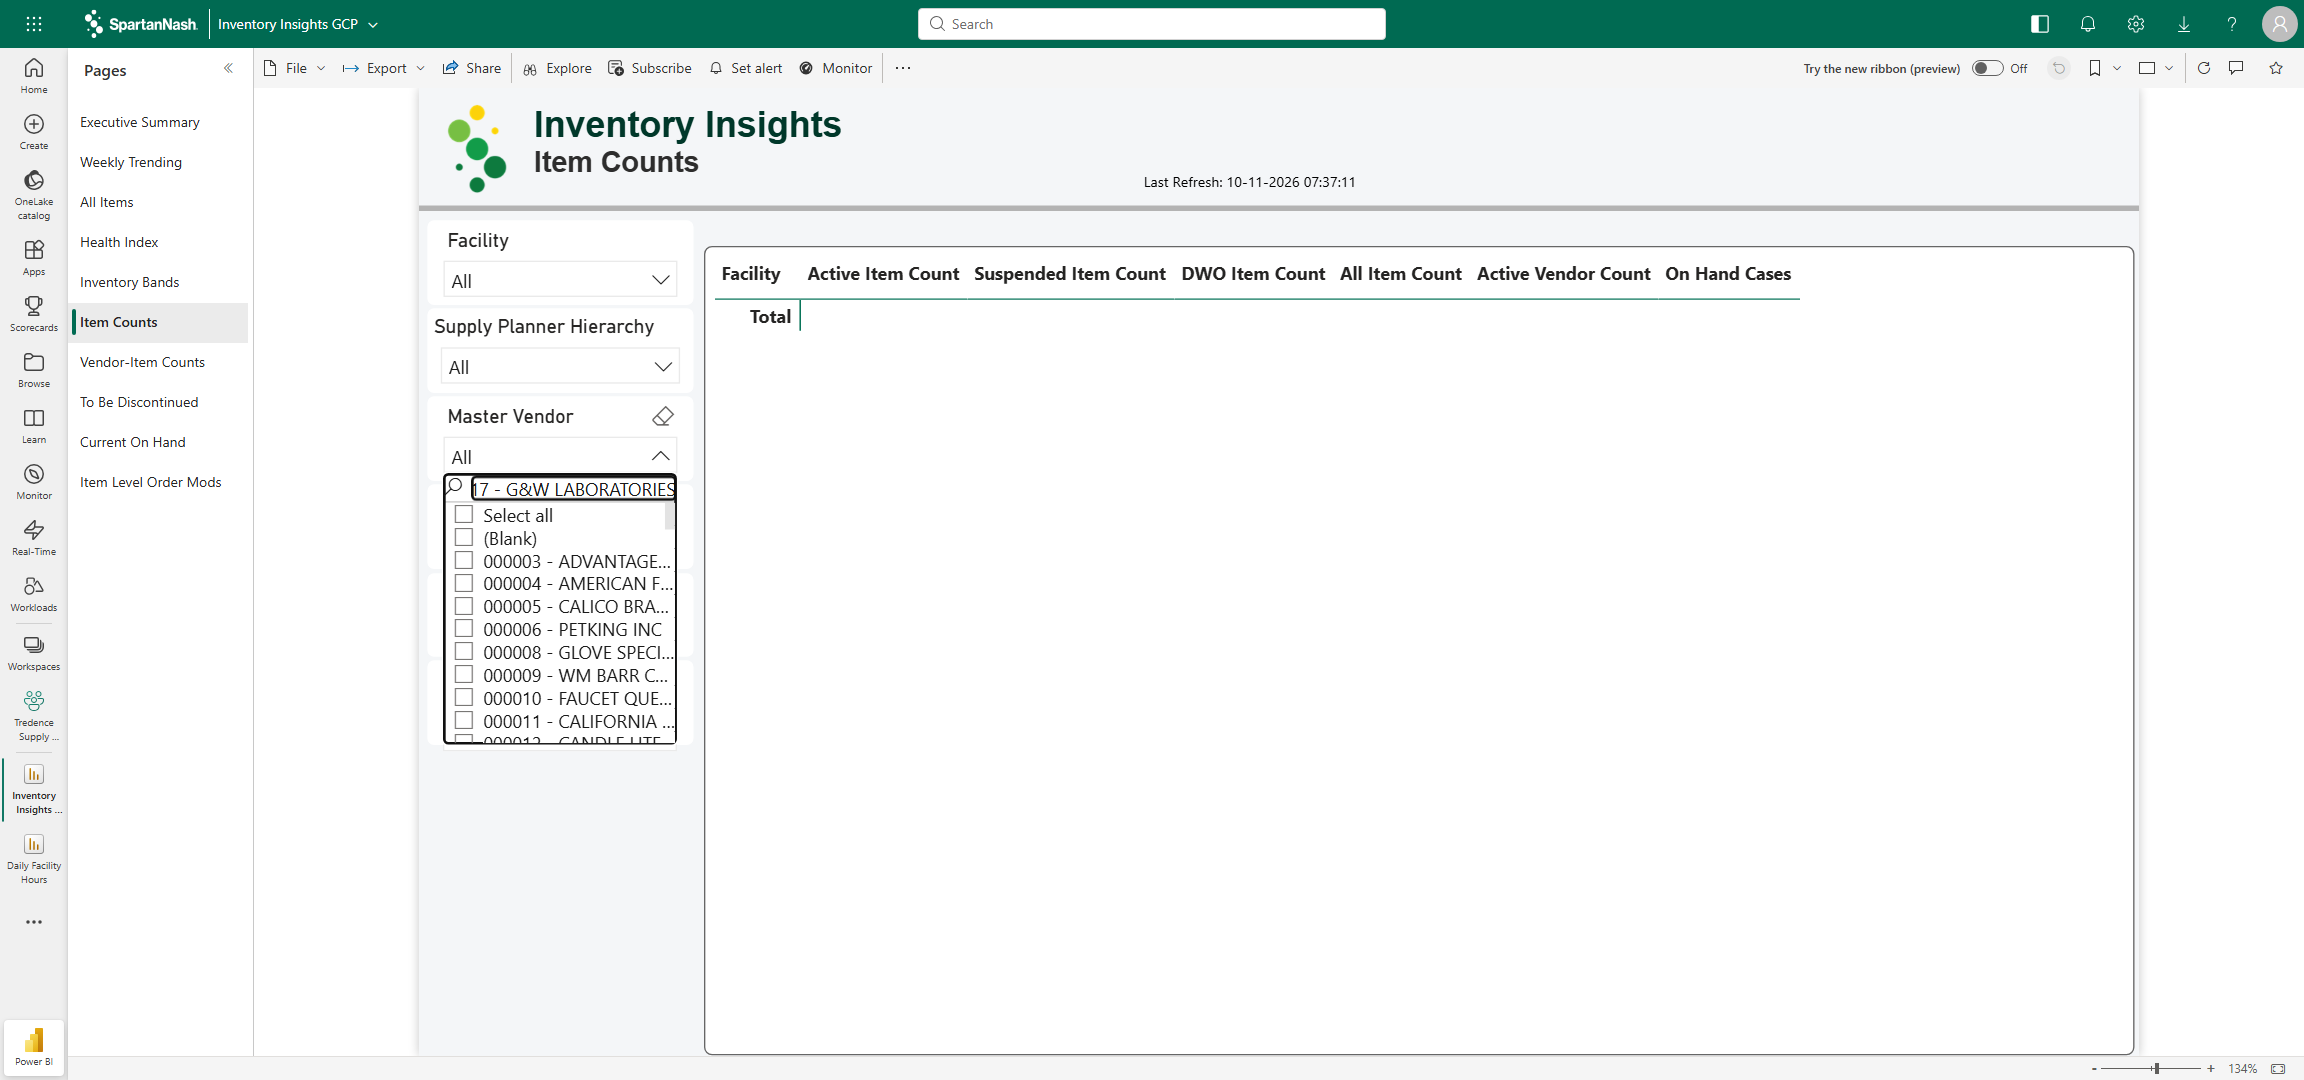 SpartanNash
Inventory Insights GCP
Search
Home
Create
OneLake
catalog
Apps
Scorecards
Browse
Learn
Monitor
Real-Time
Workloads
Workspaces
Tredence
Supply ...
Inventory
Insights ...
Daily Facility
Hours
Power BI
Pages
Executive Summary
Weekly Trending
All Items
Health Index
Inventory Bands
Item Counts
Vendor-Item Counts
To Be Discontinued
Current On Hand
Item Level Order Mods
File Export Share Explore Subscribe Set alert Monitor ...
Try the new ribbon (preview) Off
Inventory Insights
Item Counts
Last Refresh: 10-11-2026 07:37:11
Facility
All
Supply Planner Hierarchy
All
Master Vendor
All
17 - G&W LABORATORIES
Select all
(Blank)
000003 - ADVANTAGE...
000004 - AMERICAN F...
000005 - CALICO BRA...
000006 - PETKING INC
000008 - GLOVE SPECI...
000009 - WM BARR C...
000010 - FAUCET QUE...
000011 - CALIFORNIA ...
000012 - CANDLE LITE
Facility Active Item Count Suspended Item Count DWO Item Count All Item Count Active Vendor Count On Hand Cases
Total
- + 134%